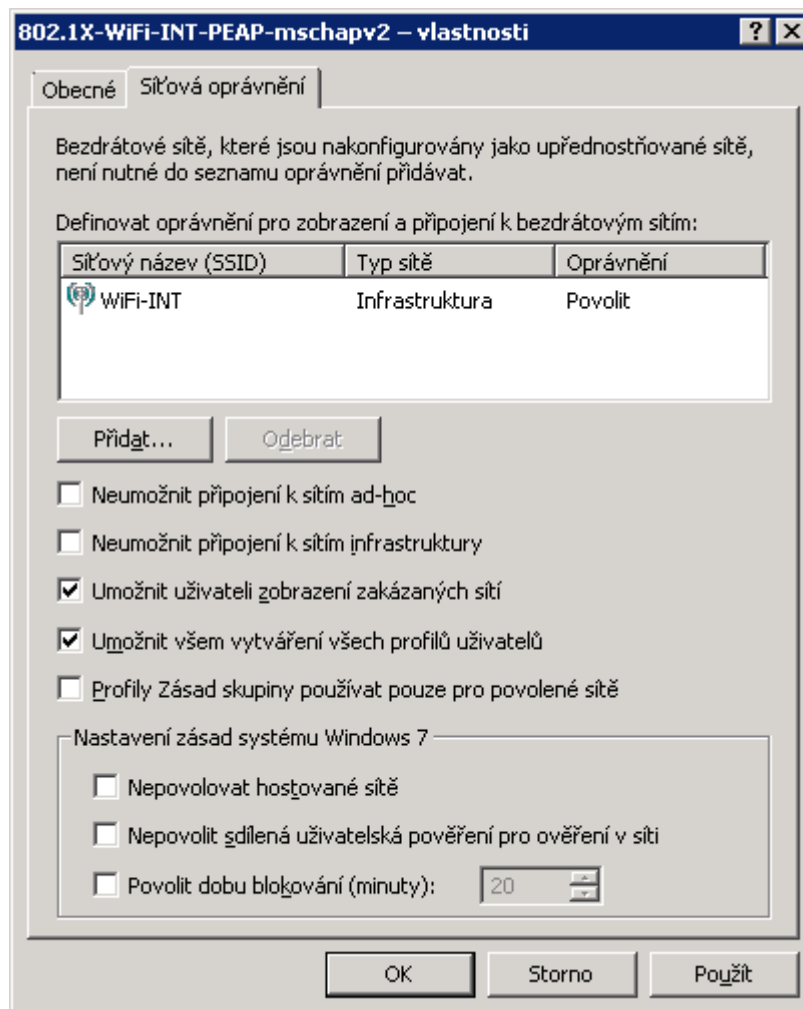 802.1X-WiFi-INT-PEAP-mschapv2 – vlastnosti
Obecné Síťová oprávnění
Bezdrátové sítě, které jsou nakonfigurovány jako upřednostňované sítě,
není nutné do seznamu oprávnění přidávat.
Definovat oprávnění pro zobrazení a připojení k bezdrátovým sítím:
Síťový název (SSID) Typ sítě Oprávnění
WiFi-INT Infrastruktura Povolit
Přidat... Odebrat
Neumožnit připojení k sítím ad-hoc
Neumožnit připojení k sítím infrastruktury
Umožnit uživateli zobrazení zakázaných sítí
Umožnit všem vytváření všech profilů uživatelů
Profily Zásad skupiny používat pouze pro povolené sítě
Nastavení zásad systému Windows 7
Nepovolovat hostované sítě
Nepovolit sdílená uživatelská pověření pro ověření v síti
Povolit dobu blokování (minuty): 20
OK Storno Použít